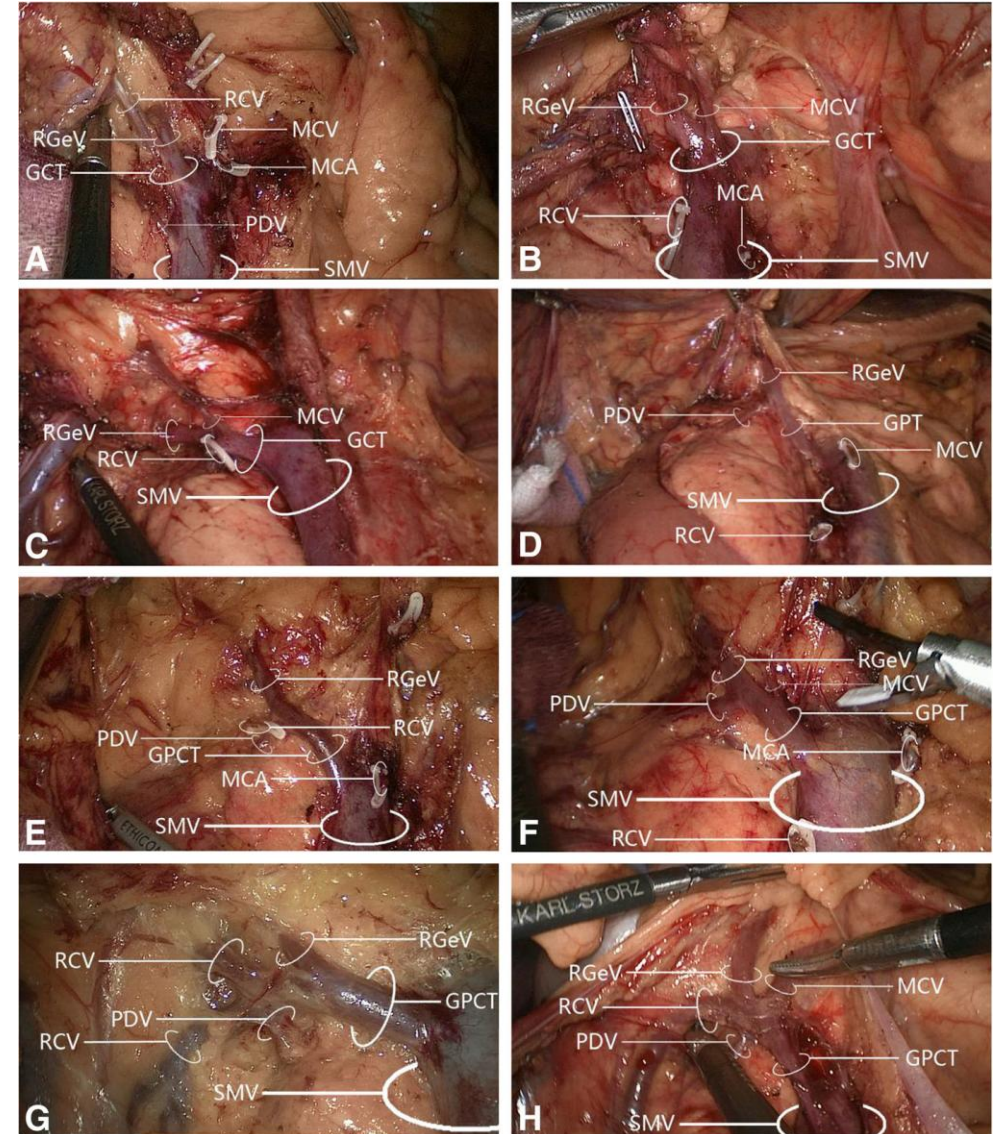 RCV
RGeV
MCV
GCT
MCA
PDV
A
SMV
RGeV
MCV
GCT
MCA
RCV
B
SMV
MCV
RGeV
GCT
RCV
SMV
KARL STORZ
C
RGeV
PDV
GPT
MCV
SMV
RCV
D
RGeV
RCV
PDV
GPCT
MCA
SMV
ETHICON
E
RGeV
MCV
PDV
GPCT
MCA
SMV
RCV
F
RGeV
RCV
GPCT
PDV
RCV
SMV
G
KARL STORZ
RGeV
MCV
RCV
PDV
GPCT
SMV
H